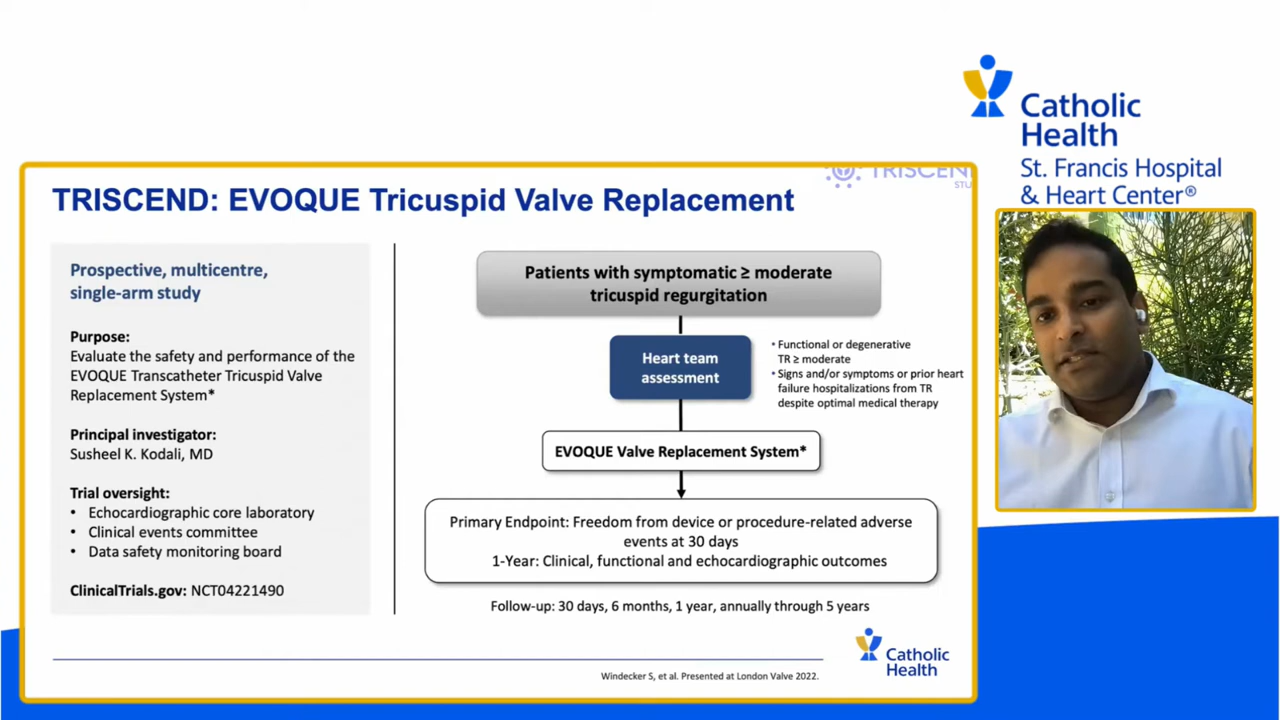 Catholic
Health
St. Francis Hospital
& Heart Center®
TRISCEND: EVOQUE Tricuspid Valve Replacement
Prospective, multicentre,
single-arm study
Purpose:
Evaluate the safety and performance of the
EVOQUE Transcatheter Tricuspid Valve
Replacement System*
Principal investigator:
Susheel K. Kodali, MD
Trial oversight:
• Echocardiographic core laboratory
• Clinical events committee
• Data safety monitoring board
ClinicalTrials.gov: NCT04221490
Patients with symptomatic ≥ moderate
tricuspid regurgitation
Heart team
assessment
• Functional or degenerative
TR ≥ moderate
• Signs and/or symptoms or prior heart
failure hospitalizations from TR
despite optimal medical therapy
EVOQUE Valve Replacement System*
Primary Endpoint: Freedom from device or procedure-related adverse
events at 30 days
1-Year: Clinical, functional and echocardiographic outcomes
Follow-up: 30 days, 6 months, 1 year, annually through 5 years
Catholic
Health
Windecker S, et al. Presented at London Valve 2022.